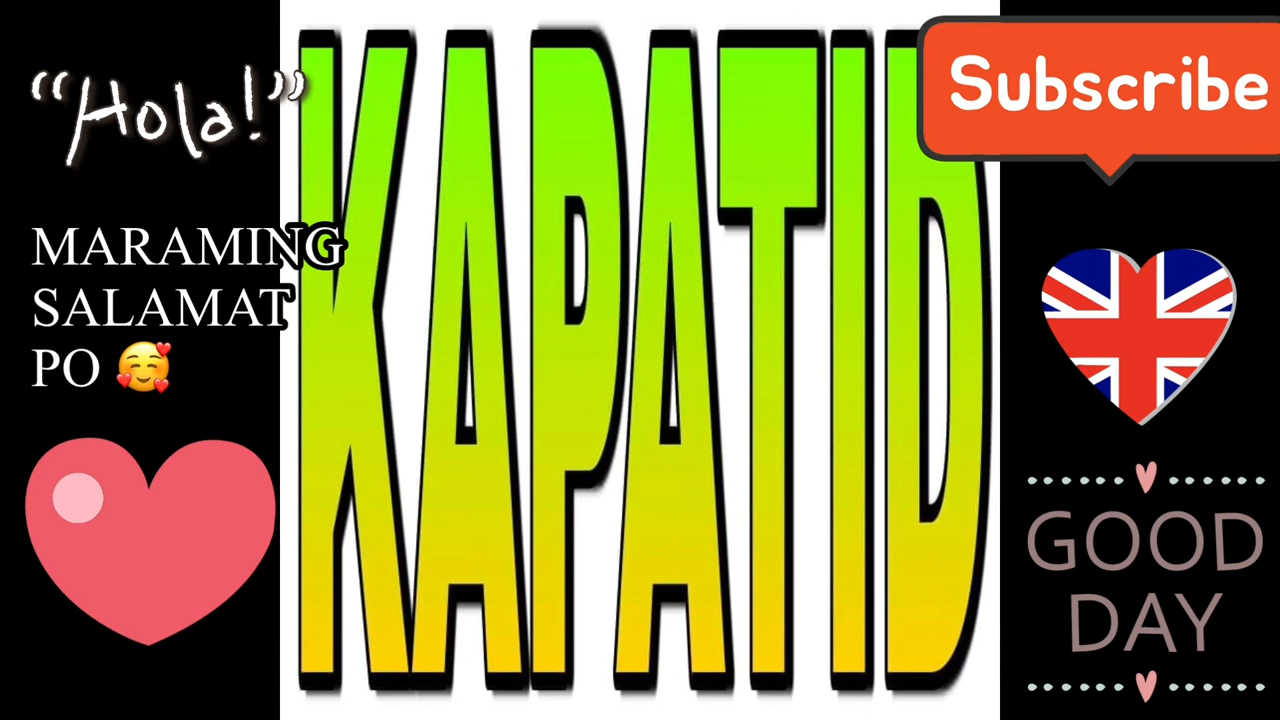 “Hola!”
MARAMING
SALAMAT
PO 🥰
KAPATID
Subscribe
GOOD
DAY